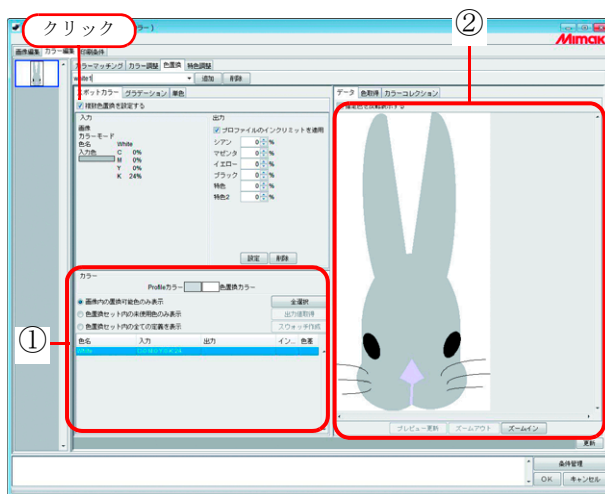 クリック
②
Mimaki
画像編集 カラー編集 印刷条件
カラーマッチング カラー調整 色置換 特色調整
white1 追加 削除
スポットカラー グラデーション 単色
データ 色取得 カラーコレクション
複数色置換を設定する
入力 出力
画像
カラーモード
色名 White
入力色 C 0%
M 0%
Y 0%
K 24%
プロファイルのインクリミットを適用
シアン 0 %
マゼンタ 0 %
イエロー 0 %
ブラック 0 %
特色 0 %
特色2 0 %
設定 削除
①
カラー
Profileカラー 色置換カラー
画像内の置換可能色のみ表示 全選択
色置換セット内の未使用色のみ表示 出力値取得
色置換セット内の全ての定義を表示 スウォッチ作成
色名 入力 出力 イン... 色差
White
プレビュー更新 ズームアウト ズームイン
更新
条件管理
OK キャンセル